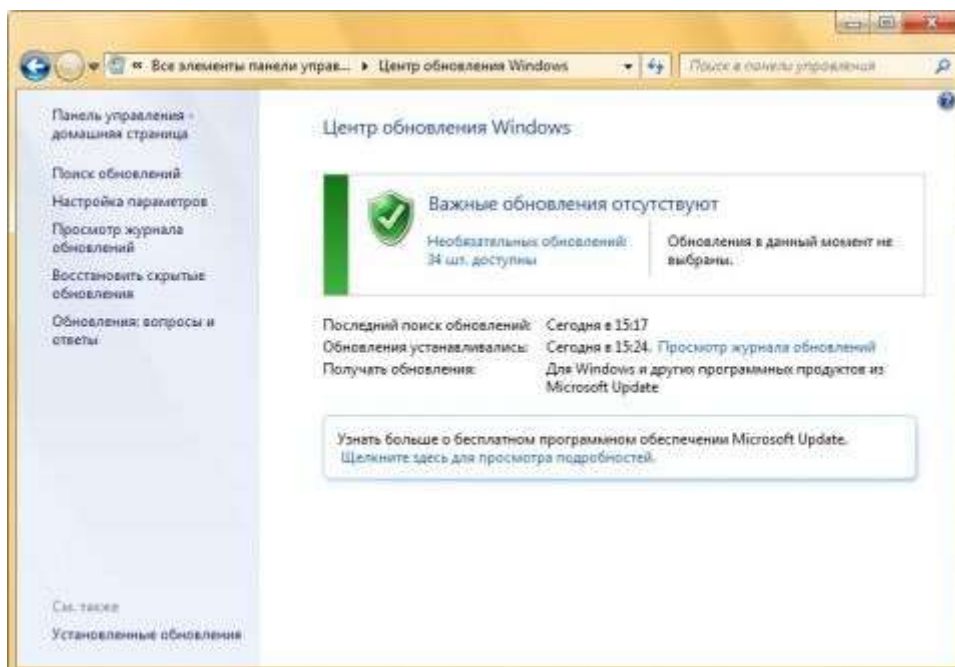 « Все элементы панели управ... ▸ Центр обновления Windows
Поиск в панели управления
Панель управления -
домашняя страница
Поиск обновлений
Настройка параметров
Просмотр журнала
обновлений
Восстановить скрытые
обновления
Обновления: вопросы и
ответы
См. также
Установленные обновления
Центр обновления Windows
Важные обновления отсутствуют
Необязательных обновлений:
34 шт. доступны
Обновления в данный момент не
выбраны.
Последний поиск обновлений: Сегодня в 15:17
Обновления устанавливались: Сегодня в 15:24. Просмотр журнала обновлений
Получать обновления: Для Windows и других программных продуктов из
Microsoft Update
Узнать больше о бесплатном программном обеспечении Microsoft Update.
Щелкните здесь для просмотра подробностей.